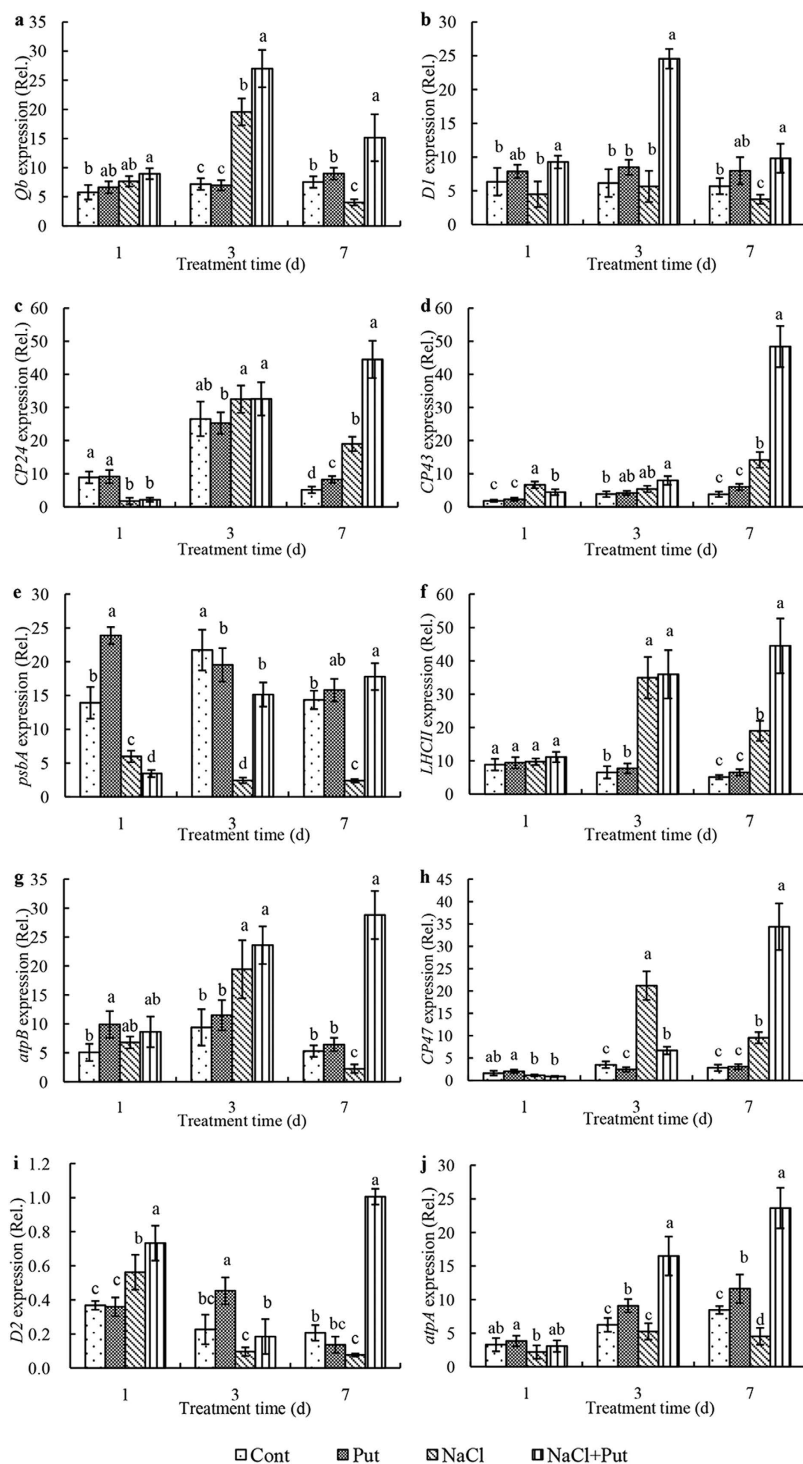 a
Qb expression (Rel.)
35
30
25
20
15
10
5
0
b ab ab a
c c b a
b b c a
1 3 7
Treatment time (d)
b
D1 expression (Rel.)
30
25
20
15
10
5
0
b ab b a
b b b a
b ab c a
1 3 7
Treatment time (d)
c
CP24 expression (Rel.)
60
50
40
30
20
10
0
a a b b
ab b a a
d c b a
1 3 7
Treatment time (d)
d
CP43 expression (Rel.)
60
50
40
30
20
10
0
c c a b
b ab ab a
c c b a
1 3 7
Treatment time (d)
e
psbA expression (Rel.)
30
25
20
15
10
5
0
b a c d
a b d b
b ab c a
1 3 7
Treatment time (d)
f
LHCII expression (Rel.)
60
50
40
30
20
10
0
a a a a
b b a a
c c b a
1 3 7
Treatment time (d)
g
atpB expression (Rel.)
35
30
25
20
15
10
5
0
b a ab ab
b b a a
b b c a
1 3 7
Treatment time (d)
h
CP47 expression (Rel.)
45
40
35
30
25
20
15
10
5
0
ab a b b
c c a b
c c b a
1 3 7
Treatment time (d)
i
D2 expression (Rel.)
1.2
1.0
0.8
0.6
0.4
0.2
0.0
c c b a
bc a c b
b bc c a
1 3 7
Treatment time (d)
j
atpA expression (Rel.)
30
25
20
15
10
5
0
ab a b ab
c b c a
c b d a
1 3 7
Treatment time (d)
Cont Put NaCl NaCl+Put